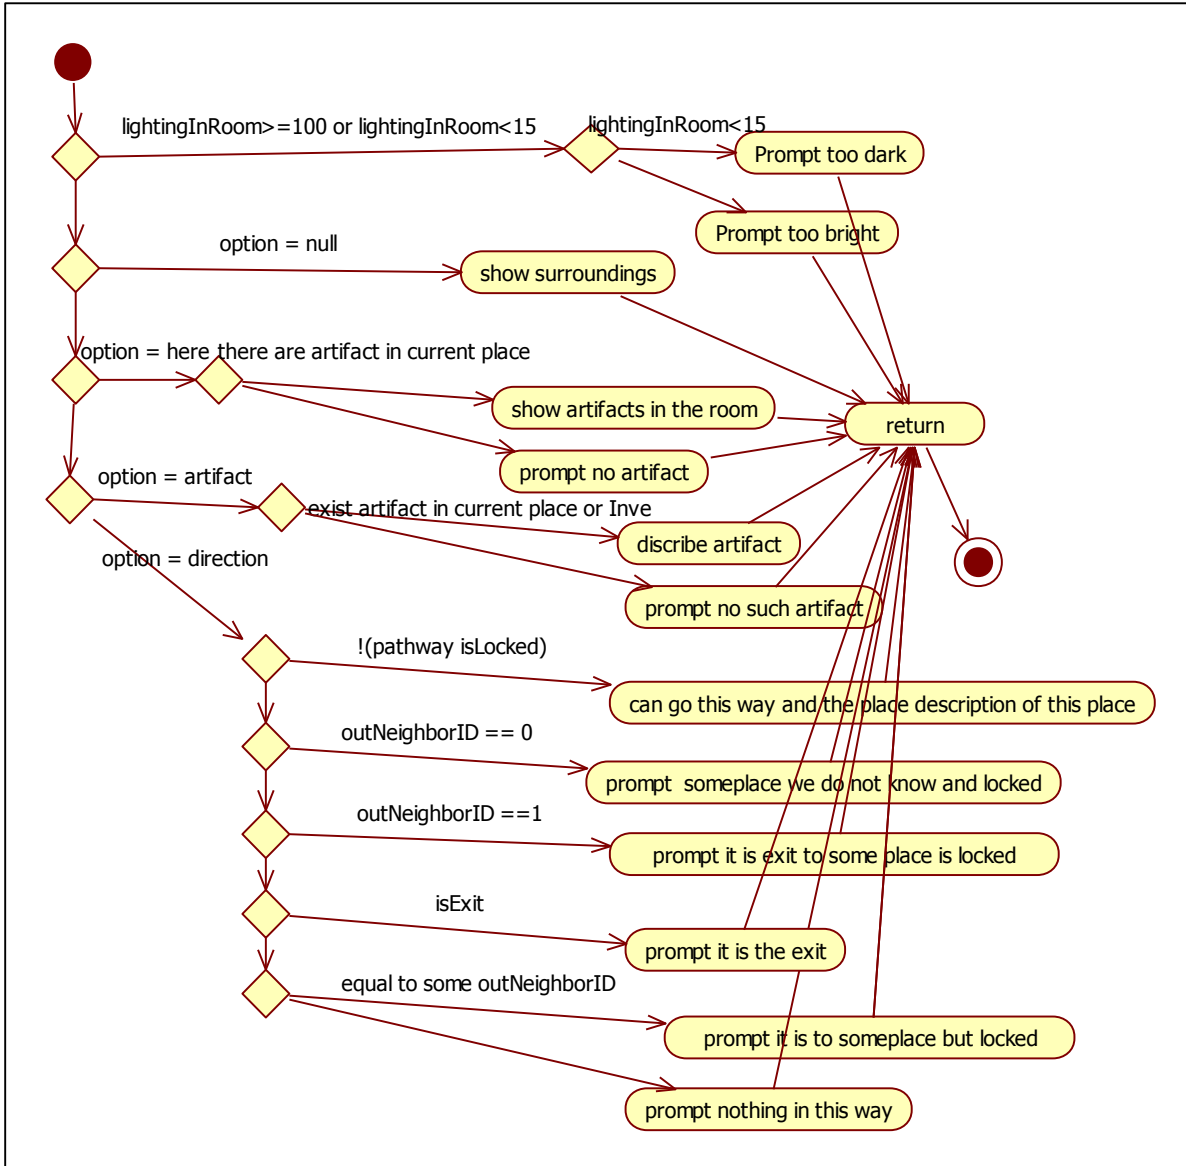 lightingInRoom>=100 or lightingInRoom<15
lightingInRoom<15
Prompt too dark
Prompt too bright
option = null
show surroundings
option = here
there are artifact in current place
show artifacts in the room
return
prompt no artifact
option = artifact
exist artifact in current place or Inve
discribe artifact
option = direction
prompt no such artifact
!(pathway isLocked)
can go this way and the place description of this place
outNeighborID == 0
prompt  someplace we do not know and locked
outNeighborID ==1
prompt it is exit to some place is locked
isExit
prompt it is the exit
equal to some outNeighborID
prompt it is to someplace but locked
prompt nothing in this way